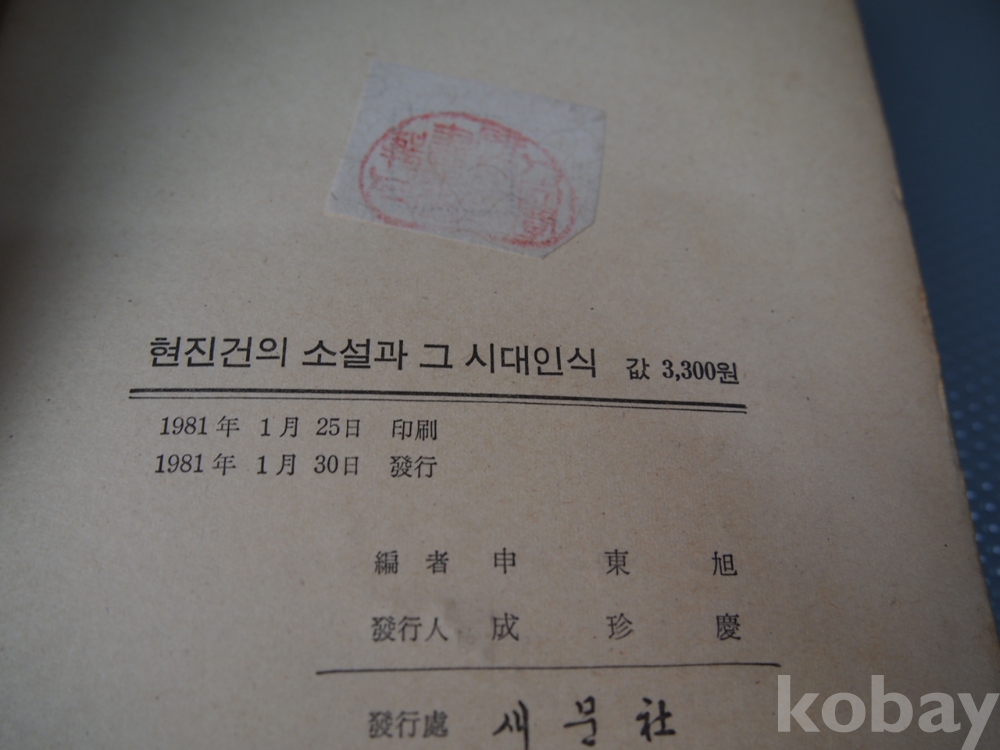 현진건의 소설과 그 시대인식 값 3,300원
1981年 1月 25日 印刷
1981年 1月 30日 發行
編 者 申 東 旭
發行人 成 珍 慶
發行處 새 문 社
kobay